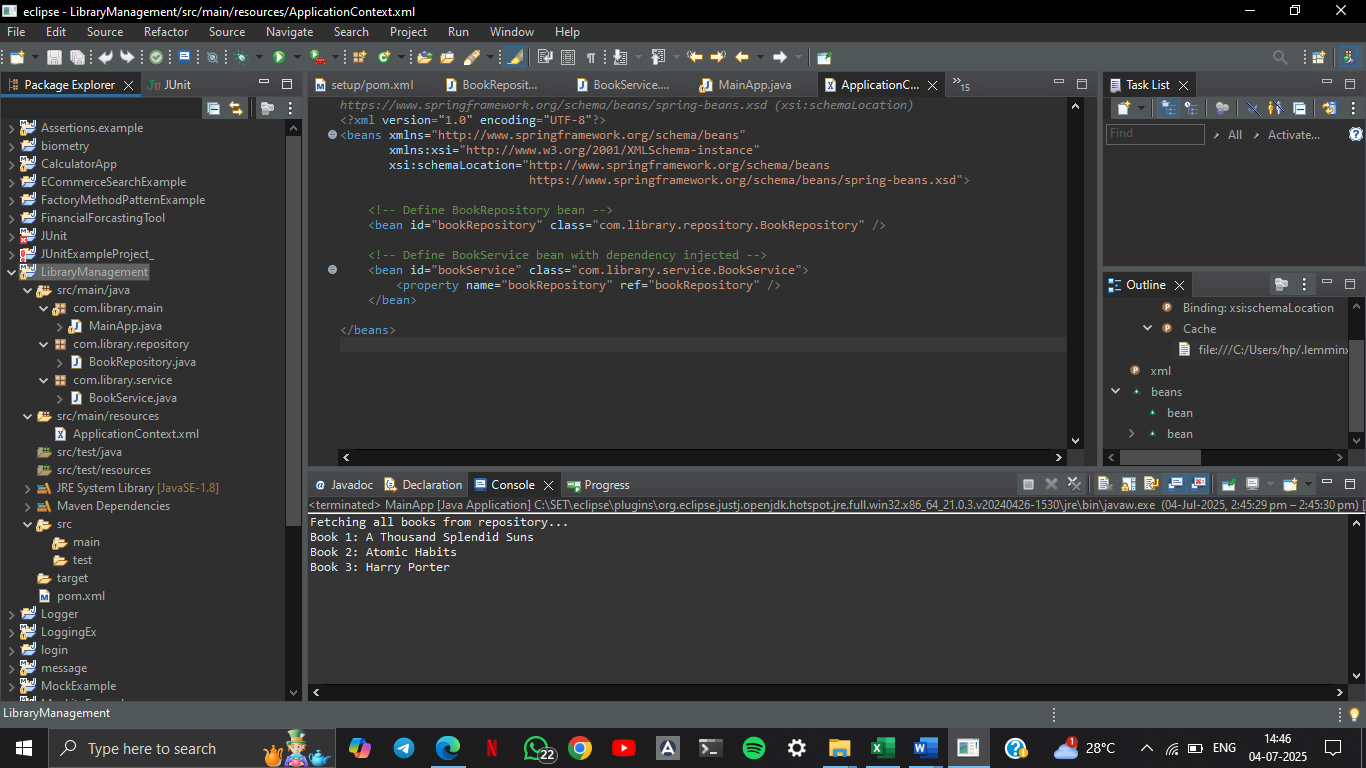 eclipse - LibraryManagement/src/main/resources/ApplicationContext.xml
File Edit Source Refactor Source Navigate Search Project Run Window Help
Package Explorer
JUnit
Assertions.example
biometry
CalculatorApp
ECommerceSearchExample
FactoryMethodPatternExample
FinancialForcastingTool
JUnit
JUnitExampleProject_
LibraryManagement
src/main/java
com.library.main
MainApp.java
com.library.repository
BookRepository.java
com.library.service
BookService.java
src/main/resources
ApplicationContext.xml
src/test/java
src/test/resources
JRE System Library [JavaSE-1.8]
Maven Dependencies
src
main
test
target
pom.xml
Logger
LoggingEx
login
message
MockExample
setup/pom.xml
BookReposit...
BookService....
MainApp.java
ApplicationC...
»15
https://www.springframework.org/schema/beans/spring-beans.xsd (xsi:schemaLocation)
<?xml version="1.0" encoding="UTF-8"?>
<beans xmlns="http://www.springframework.org/schema/beans"
xmlns:xsi="http://www.w3.org/2001/XMLSchema-instance"
xsi:schemaLocation="http://www.springframework.org/schema/beans
https://www.springframework.org/schema/beans/spring-beans.xsd">
<!-- Define BookRepository bean -->
<bean id="bookRepository" class="com.library.repository.BookRepository" />
<!-- Define BookService bean with dependency injected -->
<bean id="bookService" class="com.library.service.BookService">
<property name="bookRepository" ref="bookRepository" />
</bean>
</beans>
Task List
Find
All
Activate...
Outline
Binding: xsi:schemaLocation
Cache
file:///C:/Users/hp/.lemminx
xml
beans
bean
bean
Javadoc
Declaration
Console
Progress
<terminated> MainApp [Java Application] C:\SET\eclipse\plugins\org.eclipse.justj.openjdk.hotspot.jre.full.win32.x86_64_21.0.3.v20240426-1530\jre\bin\javaw.exe (04-Jul-2025, 2:45:29 pm – 2:45:30 pm) [
Fetching all books from repository...
Book 1: A Thousand Splendid Suns
Book 2: Atomic Habits
Book 3: Harry Porter
LibraryManagement
Type here to search
22
28°C
ENG
14:46
04-07-2025